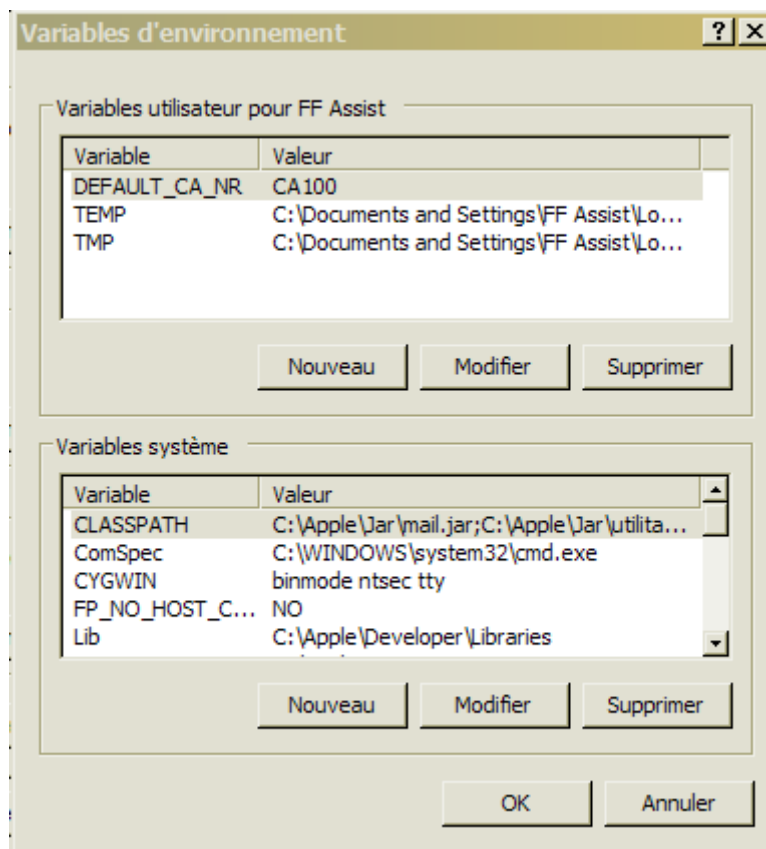 Variables d'environnement
Variables utilisateur pour FF Assist
Variable Valeur
DEFAULT_CA_NR CA100
TEMP C:\Documents and Settings\FF Assist\Lo...
TMP C:\Documents and Settings\FF Assist\Lo...
Nouveau Modifier Supprimer
Variables système
Variable Valeur
CLASSPATH C:\Apple\Jar\mail.jar;C:\Apple\Jar\utilita...
ComSpec C:\WINDOWS\system32\cmd.exe
CYGWIN binmode ntsec tty
FP_NO_HOST_C... NO
Lib C:\Apple\Developer\Libraries
Nouveau Modifier Supprimer
OK Annuler